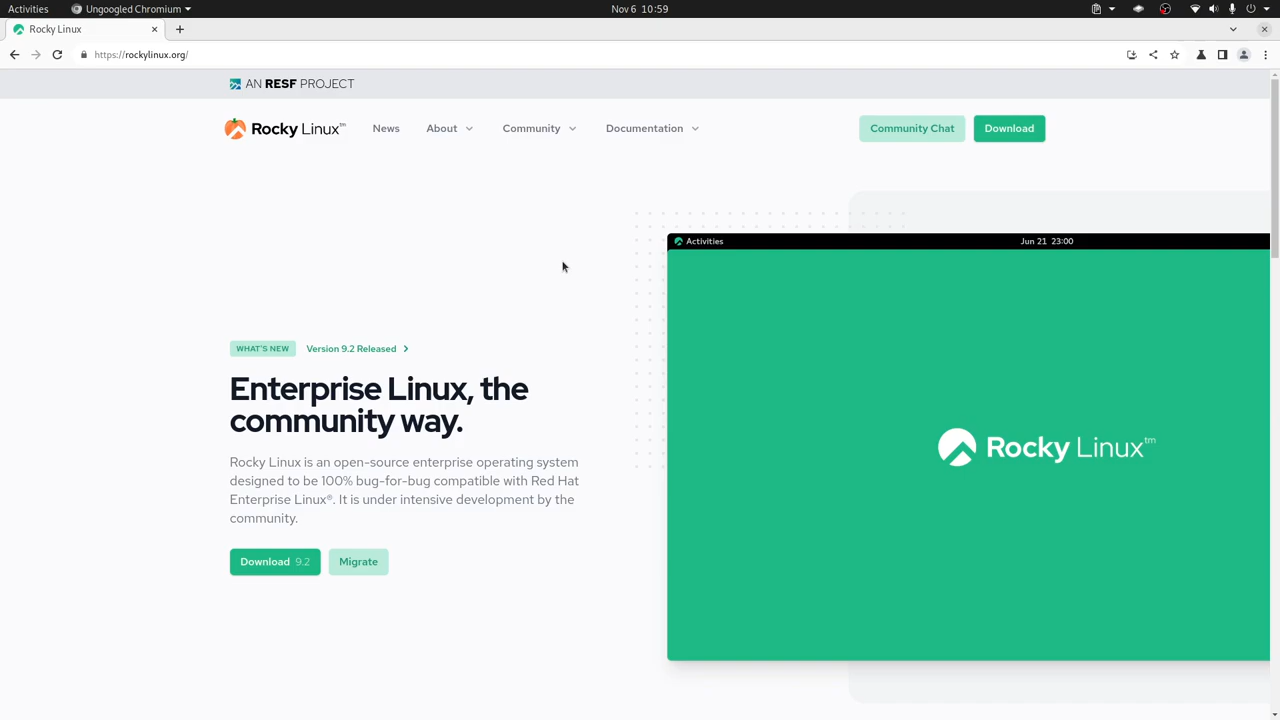 Activities
Ungoogled Chromium
Nov 6 10:59
Rocky Linux
https://rockylinux.org/
AN RESF PROJECT
Rocky Linux™
News
About
Community
Documentation
Community Chat
Download
Activities
Jun 21 23:00
Rocky Linux™
WHAT'S NEW
Version 9.2 Released
Enterprise Linux, the
community way.
Rocky Linux is an open-source enterprise operating system
designed to be 100% bug-for-bug compatible with Red Hat
Enterprise Linux®. It is under intensive development by the
community.
Download 9.2
Migrate